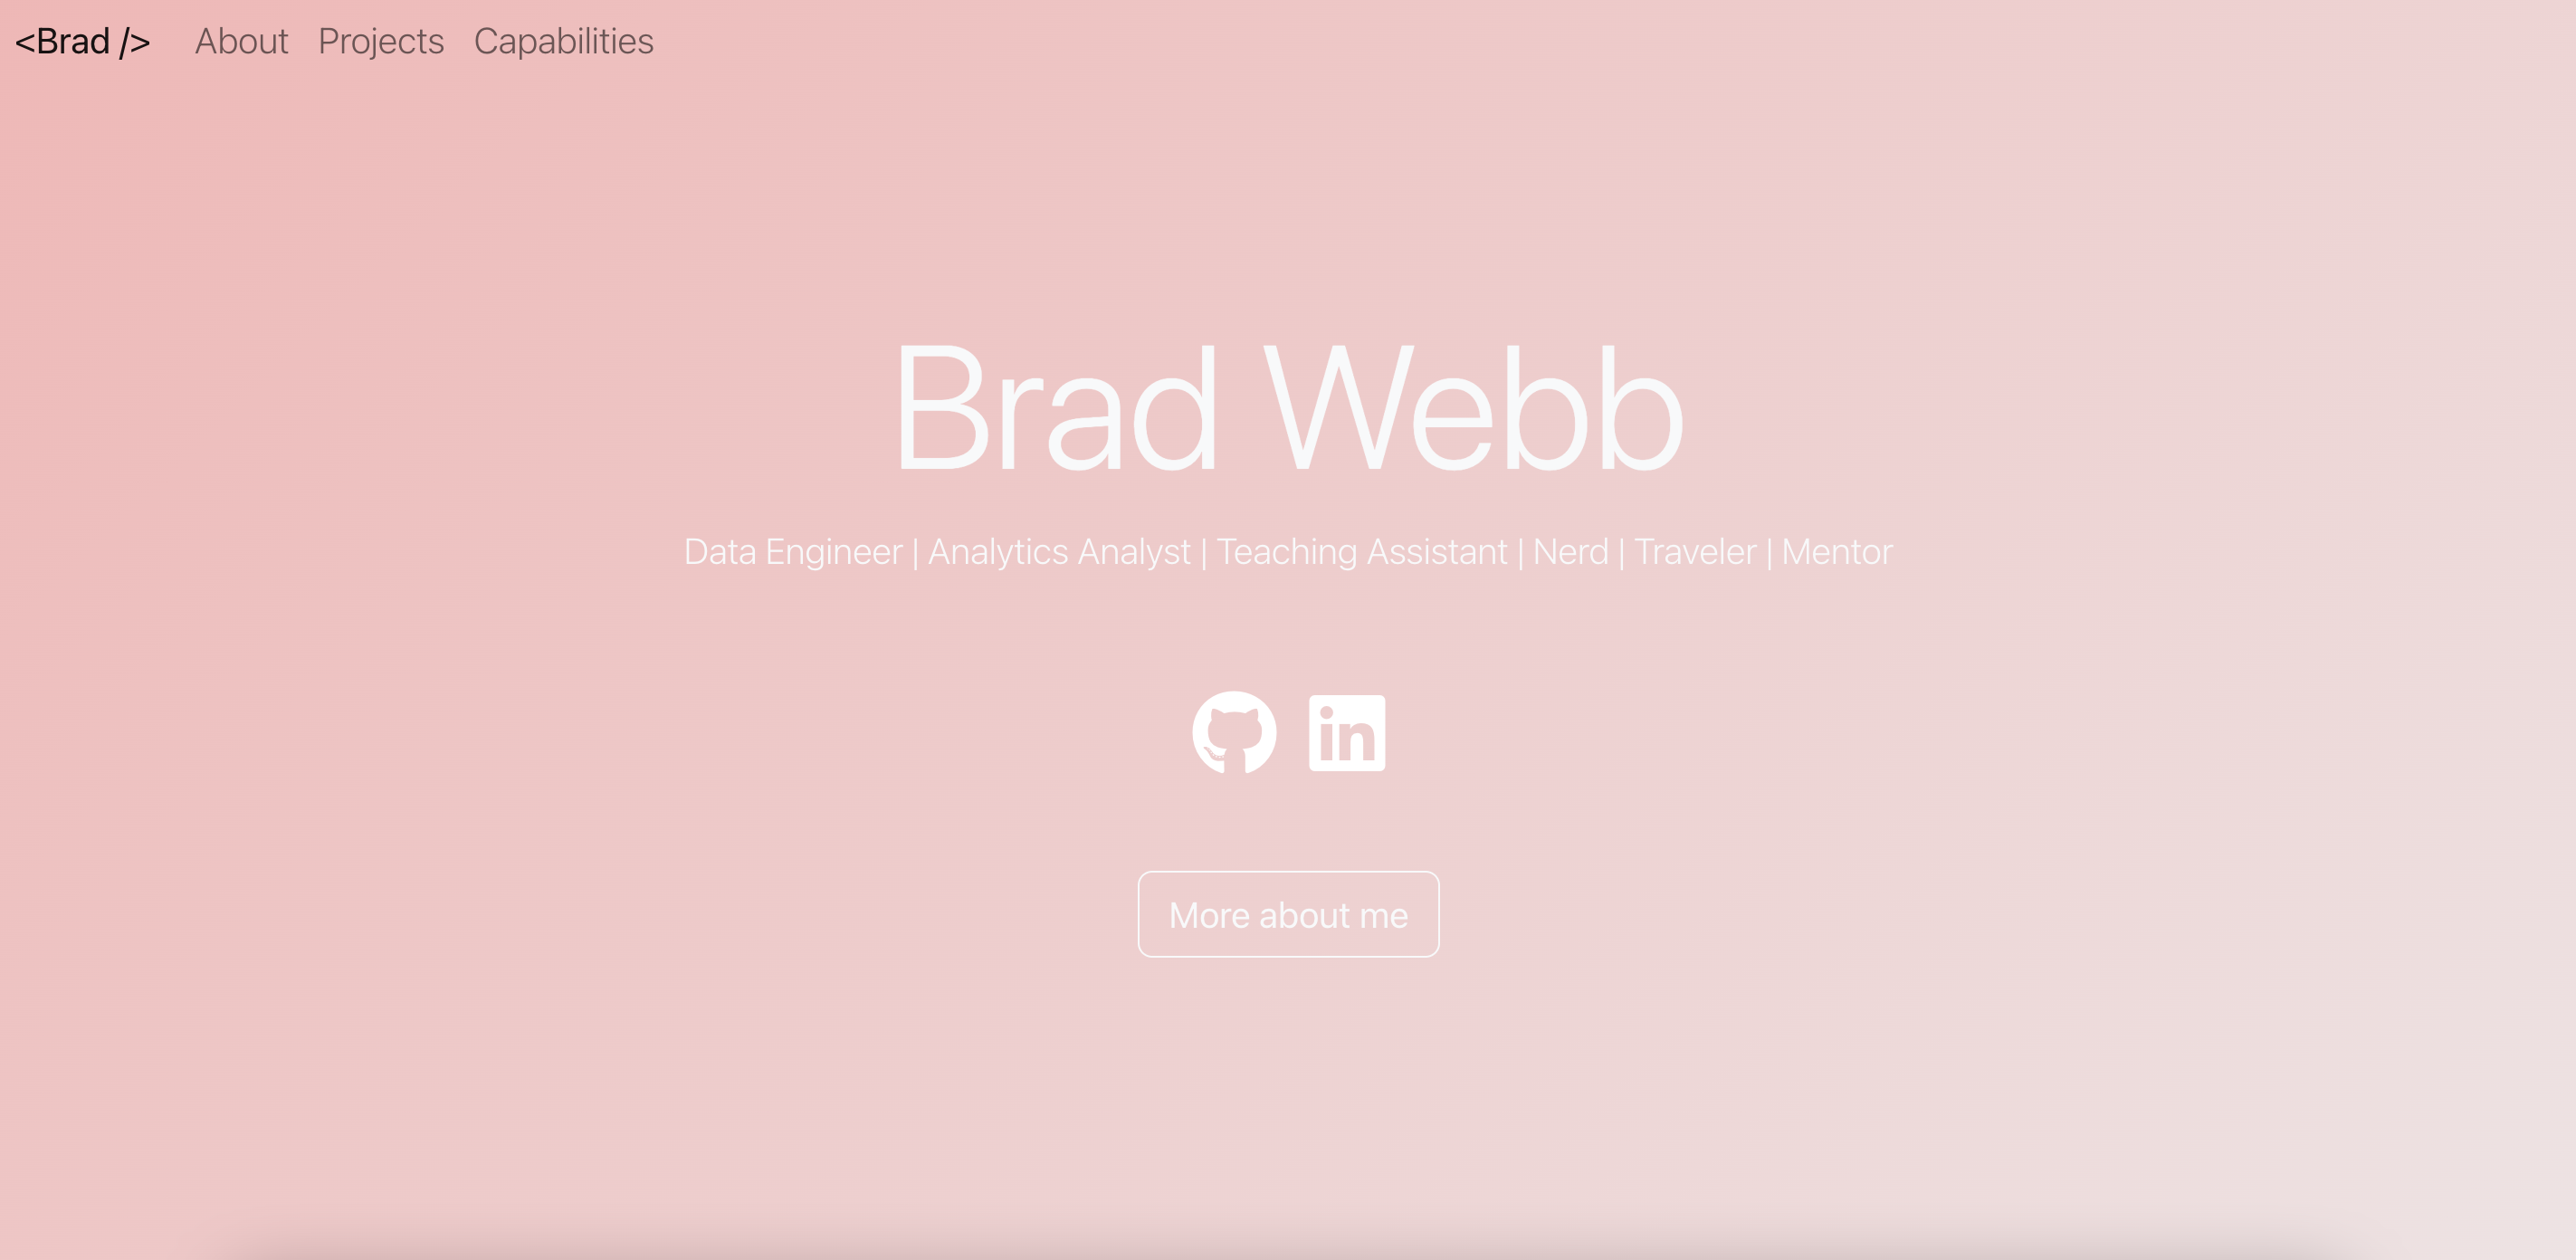 <Brad /> About Projects Capabilities
Brad Webb
Data Engineer | Analytics Analyst | Teaching Assistant | Nerd | Traveler | Mentor
in
More about me